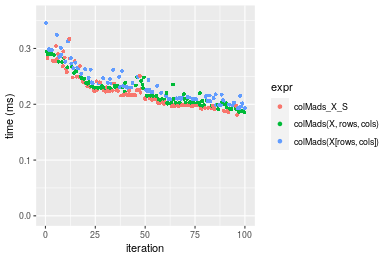 0.3
0.2
0.1
0.0
time (ms)
0
25
50
75
100
iteration
expr
colMads_X_S
colMads(X, rows, cols)
colMads(X[rows, cols])